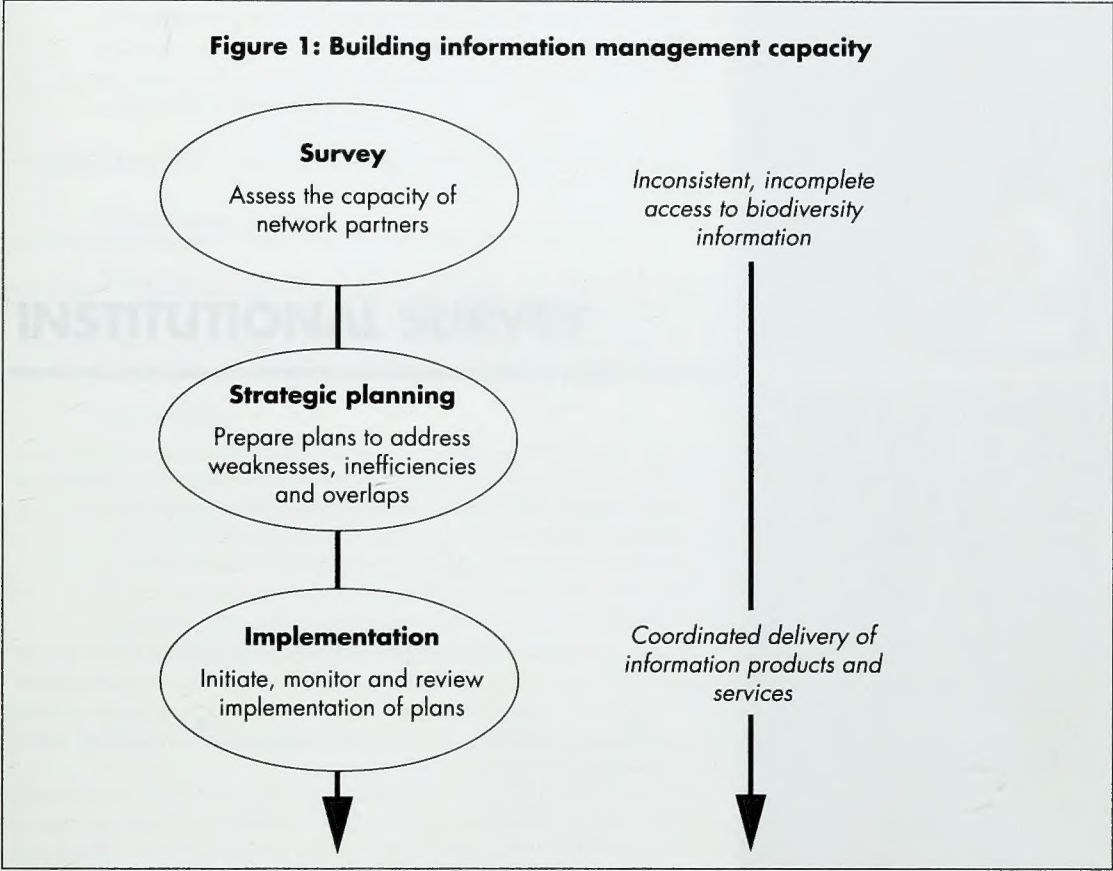 Figure 1: Building information management capacity
Survey
Assess the capacity of
network partners
Inconsistent, incomplete
access to biodiversity
information
Strategic planning
Prepare plans to address
weaknesses, inefficiencies
and overlaps
Implementation
Initiate, monitor and review
implementation of plans
Coordinated delivery of
information products and
services
INSTITUTIONAL SURVEY